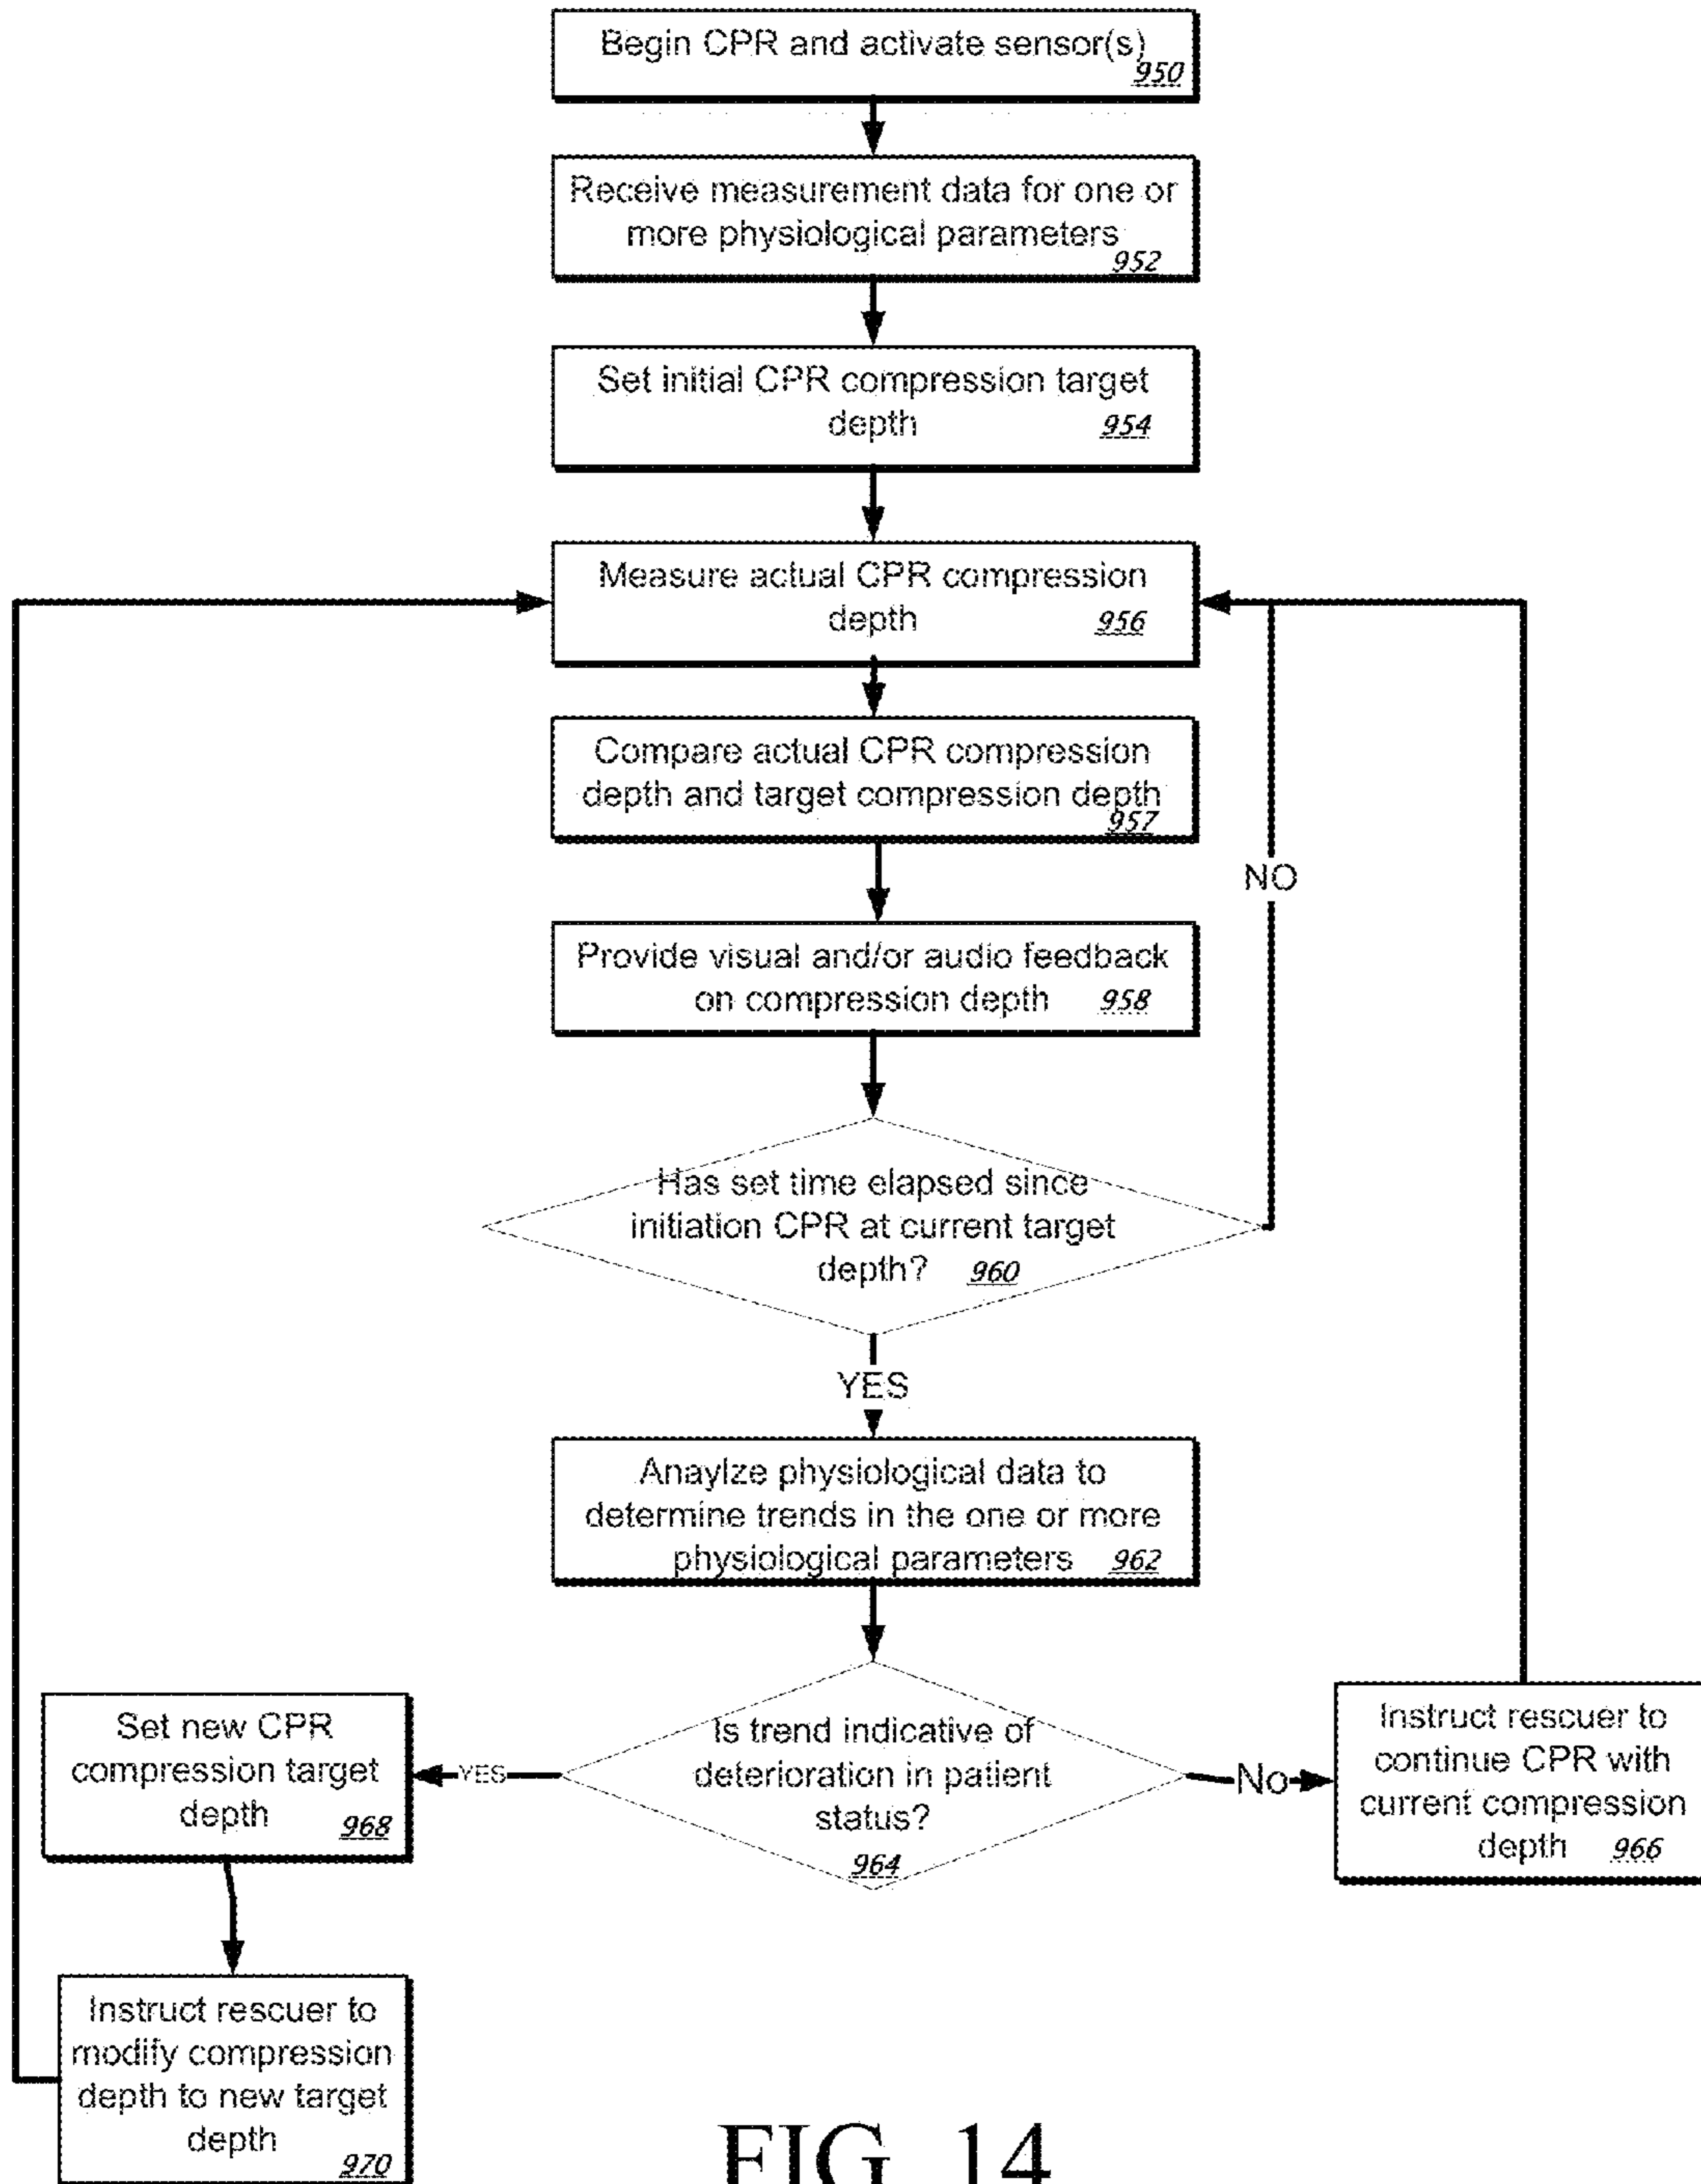 Begin CPR and activate sensor(s)
950
Receive measurement data for one or
more physiological parameters
952
Set initial CPR compression target
depth 954
Measure actual CPR compression
depth 956
Compare actual CPR compression
depth and target compression depth
957
NO
Provide visual and/or audio feedback
on compression depth 958
Has set time elapsed since
initiation CPR at current target
depth? 960
YES
Anaylze physiological data to
determine trends in the one or more
physiological parameters 962
Is trend indicative of
deterioration in patient
status?
964
YES
No
Set new CPR
compression target
depth 968
Instruct rescuer to
continue CPR with
current compression
depth 966
Instruct rescuer to
modify compression
depth to new target
depth
970
FIG. 14